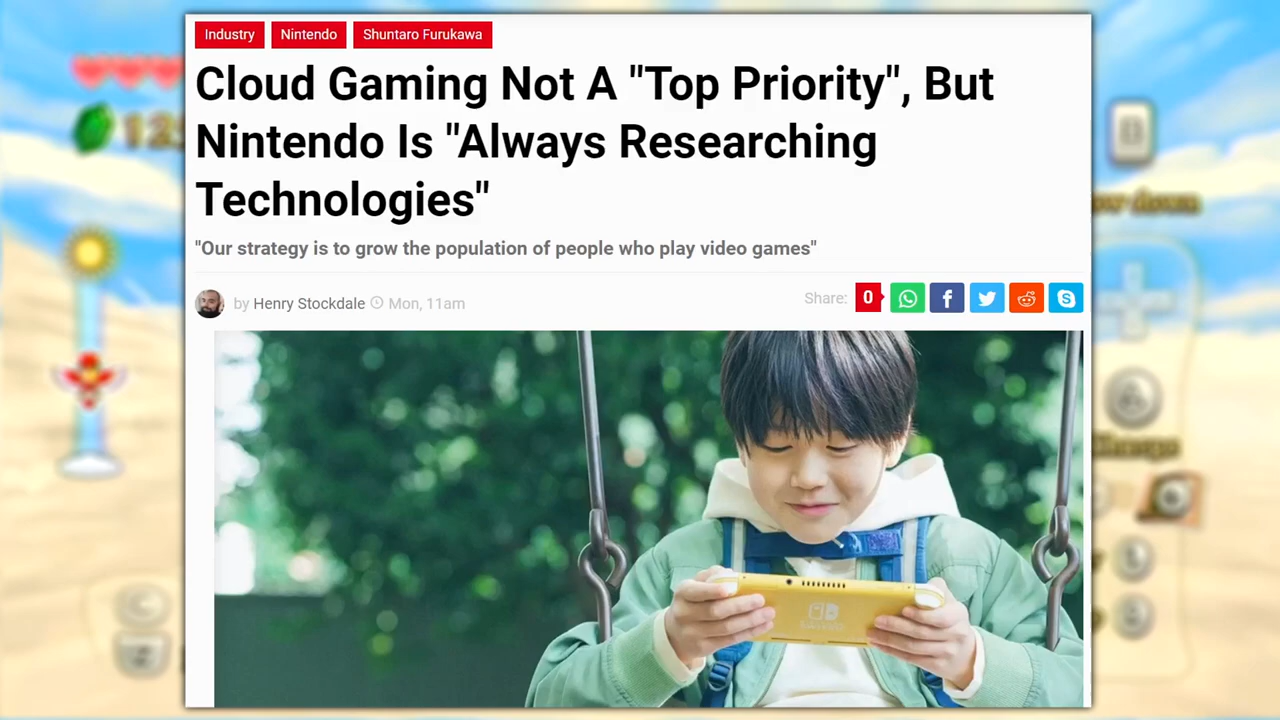 Industry
Nintendo
Shuntaro Furukawa
Cloud Gaming Not A "Top Priority", But
Nintendo Is "Always Researching
Technologies"
"Our strategy is to grow the population of people who play video games"
by Henry Stockdale Mon, 11am
Share: 0